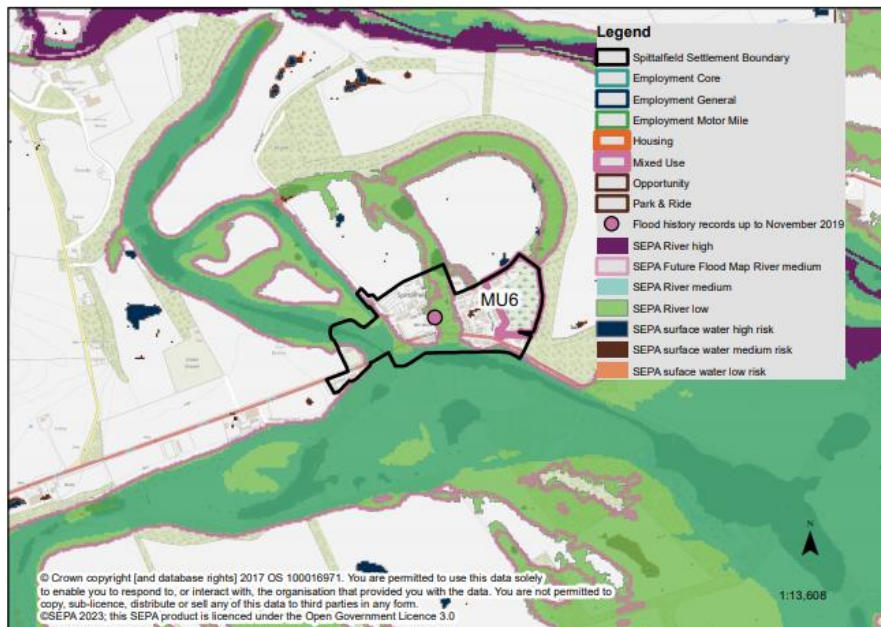 Legend
Spittalfield Settlement Boundary
Employment Core
Employment General
Employment Motor Mile
Housing
Mixed Use
Opportunity
Park & Ride
Flood history records up to November 2019
SEPA River high
SEPA Future Flood Map River medium
SEPA River medium
SEPA River low
SEPA surface water high risk
SEPA surface water medium risk
SEPA suface water low risk
MU6
N
1:13,608
© Crown copyright [and database rights] 2017 OS 100016971. You are permitted to use this data solely
to enable you to respond to, or interact with, the organisation that provided you with the data. You are not permitted to
copy, sub-licence, distribute or sell any of this data to third parties in any form.
©SEPA 2023; this SEPA product is licenced under the Open Government Licence 3.0